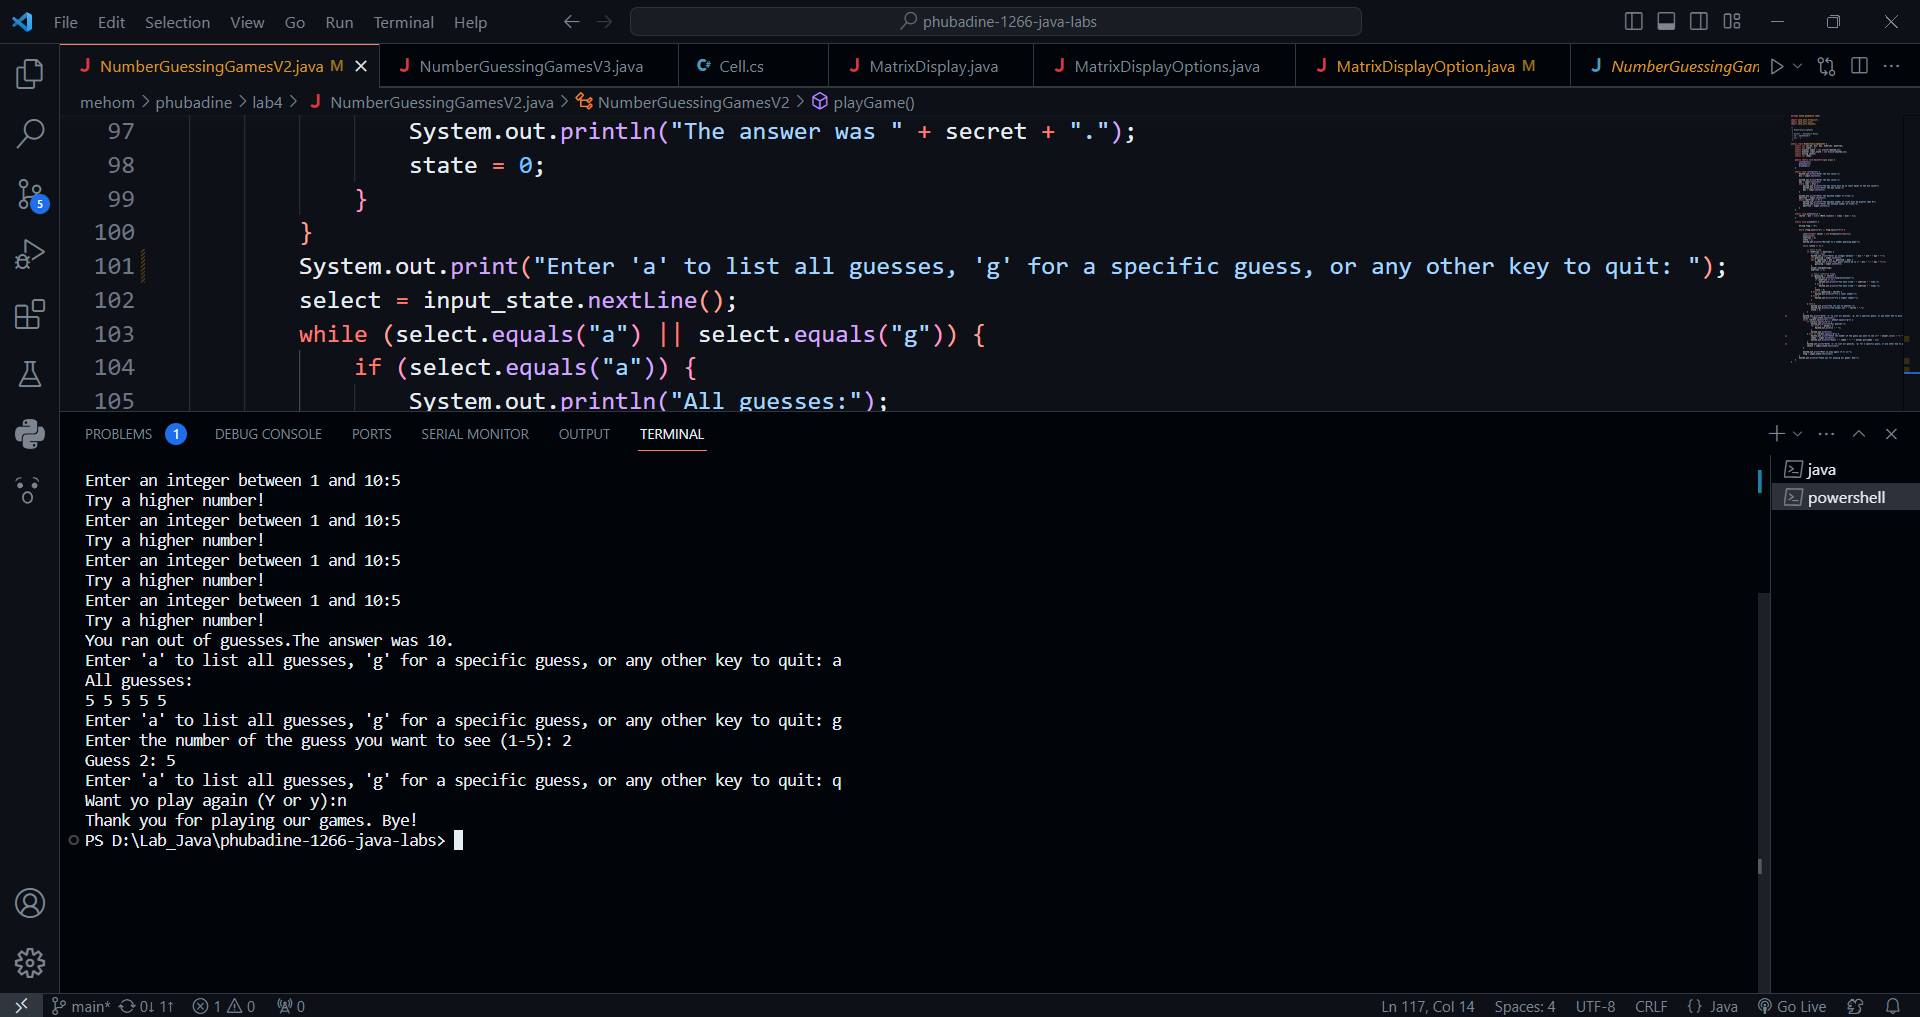 File Edit Selection View Go Run Terminal Help
phubadine-1266-java-labs
NumberGuessingGamesV2.java M
NumberGuessingGamesV3.java
Cell.cs
MatrixDisplay.java
MatrixDisplayOptions.java
MatrixDisplayOption.java M
NumberGuessingGan
mehom > phubadine > lab4 > NumberGuessingGamesV2.java > NumberGuessingGamesV2 > playGame()
97 System.out.println("The answer was " + secret + ".");
98 state = 0;
99 }
100 }
101 System.out.print("Enter 'a' to list all guesses, 'g' for a specific guess, or any other key to quit: ");
102 select = input_state.nextLine();
103 while (select.equals("a") || select.equals("g")) {
104 if (select.equals("a")) {
105 System.out.println("All guesses:");
PROBLEMS 1 DEBUG CONSOLE PORTS SERIAL MONITOR OUTPUT TERMINAL
java
powershell
Enter an integer between 1 and 10:5
Try a higher number!
Enter an integer between 1 and 10:5
Try a higher number!
Enter an integer between 1 and 10:5
Try a higher number!
Enter an integer between 1 and 10:5
Try a higher number!
You ran out of guesses.The answer was 10.
Enter 'a' to list all guesses, 'g' for a specific guess, or any other key to quit: a
All guesses:
5 5 5 5 5
Enter 'a' to list all guesses, 'g' for a specific guess, or any other key to quit: g
Enter the number of the guess you want to see (1-5): 2
Guess 2: 5
Enter 'a' to list all guesses, 'g' for a specific guess, or any other key to quit: q
Want yo play again (Y or y):n
Thank you for playing our games. Bye!
PS D:\Lab_Java\phubadine-1266-java-labs>
5
main* 0↓ 1↑ 1 0 0
Ln 117, Col 14 Spaces: 4 UTF-8 CRLF {} Java Go Live